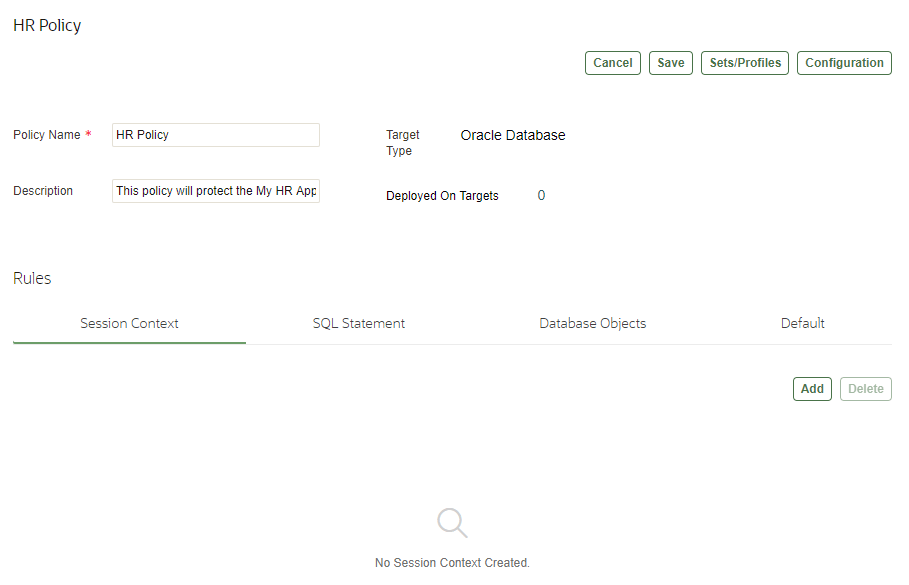 HR Policy
Cancel Save Sets/Profiles Configuration
Policy Name * HR Policy
Target Type Oracle Database
Description This policy will protect the My HR App
Deployed On Targets 0
Rules
Session Context SQL Statement Database Objects Default
Add Delete
No Session Context Created.